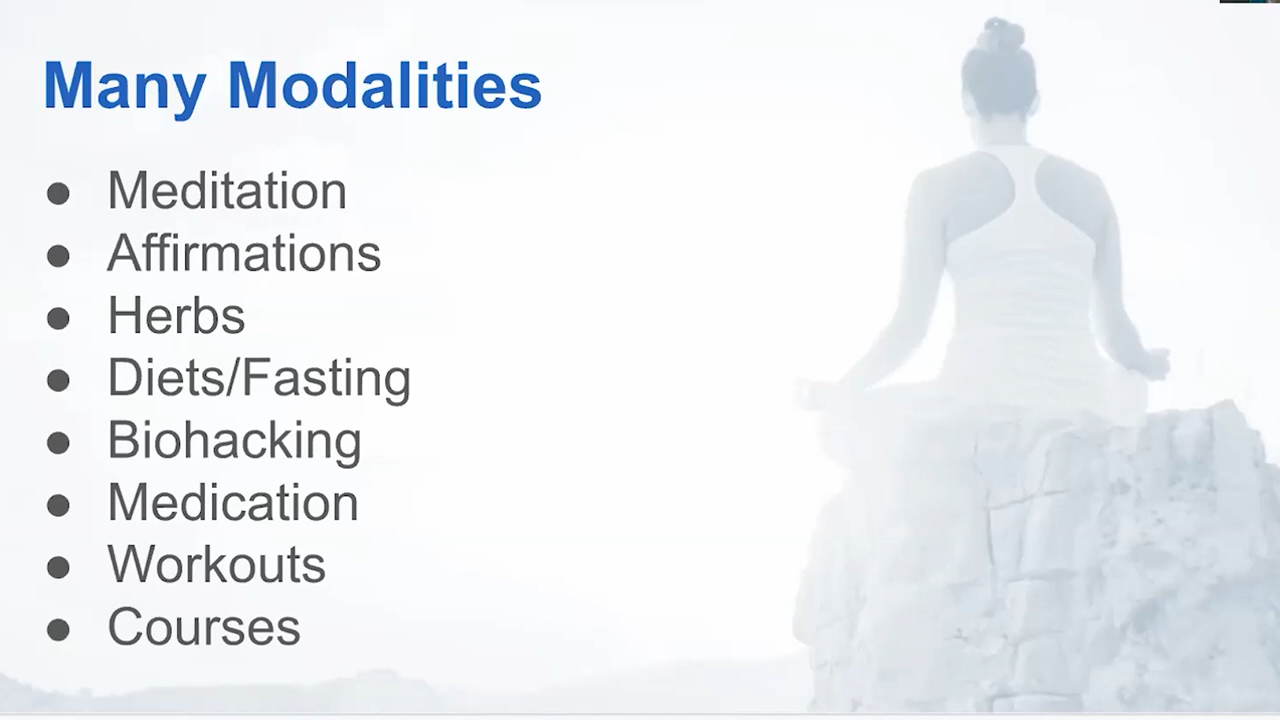 Many Modalities
● Meditation
● Affirmations
● Herbs
● Diets/Fasting
● Biohacking
● Medication
● Workouts
● Courses